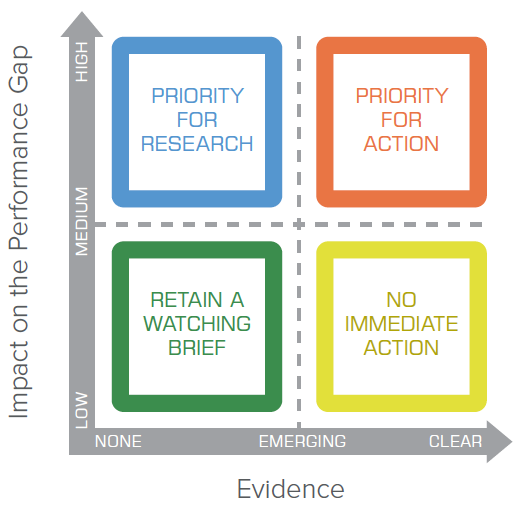 Impact on the Performance Gap
HIGH
MEDIUM
LOW
PRIORITY
FOR
RESEARCH
PRIORITY
FOR
ACTION
RETAIN A
WATCHING
BRIEF
NO
IMMEDIATE
ACTION
NONE
EMERGING
CLEAR
Evidence